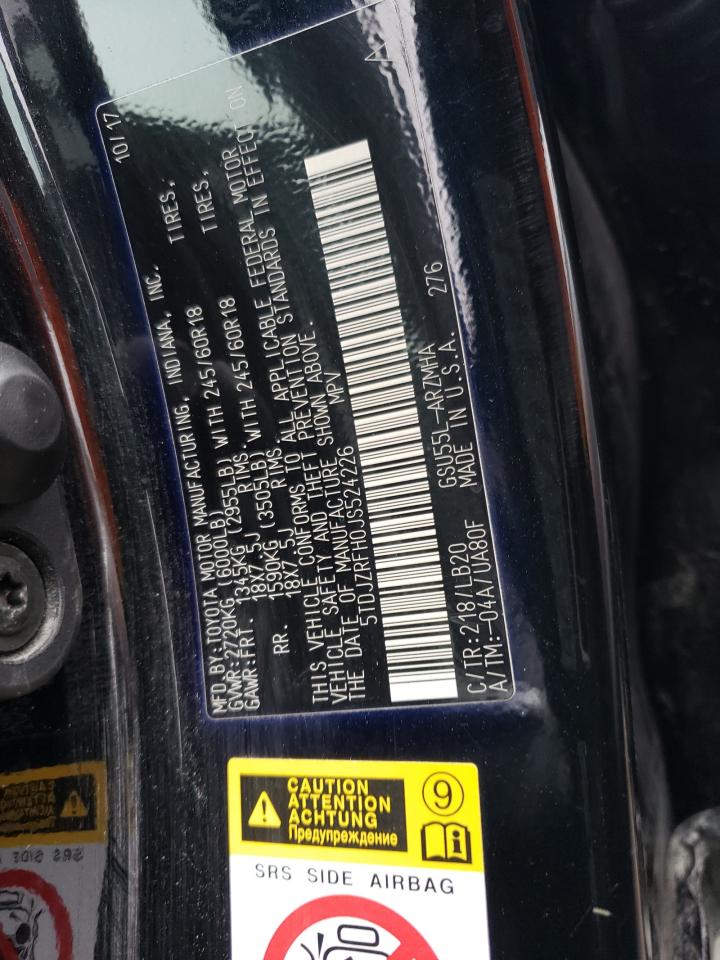 10/17
MFD.BY:TOYOTA MOTOR MANUFACTURING, INDIANA, INC.
GVWR:2720KG (6000LB)
GAWR:FRT. 1345KG (2955LB) WITH 245/60R18 TIRES,
18X7.5J RIMS.
RR. 1590KG (3505LB) WITH 245/60R18 TIRES,
18X7.5J RIMS.
THIS VEHICLE CONFORMS TO ALL APPLICABLE FEDERAL MOTOR
VEHICLE SAFETY AND THEFT PREVENTION STANDARDS IN EFFECT ON
THE DATE OF MANUFACTURE SHOWN ABOVE.
5TDJZRFH0JS524226 MPV
C/TR:218/LB20 GSU55L-ARZMHA 276
A/TM:-04A/UA80F MADE IN U.S.A.
A
CAUTION
ATTENTION
ACHTUNG
Предупреждение
9
i
SRS SIDE AIRBAG